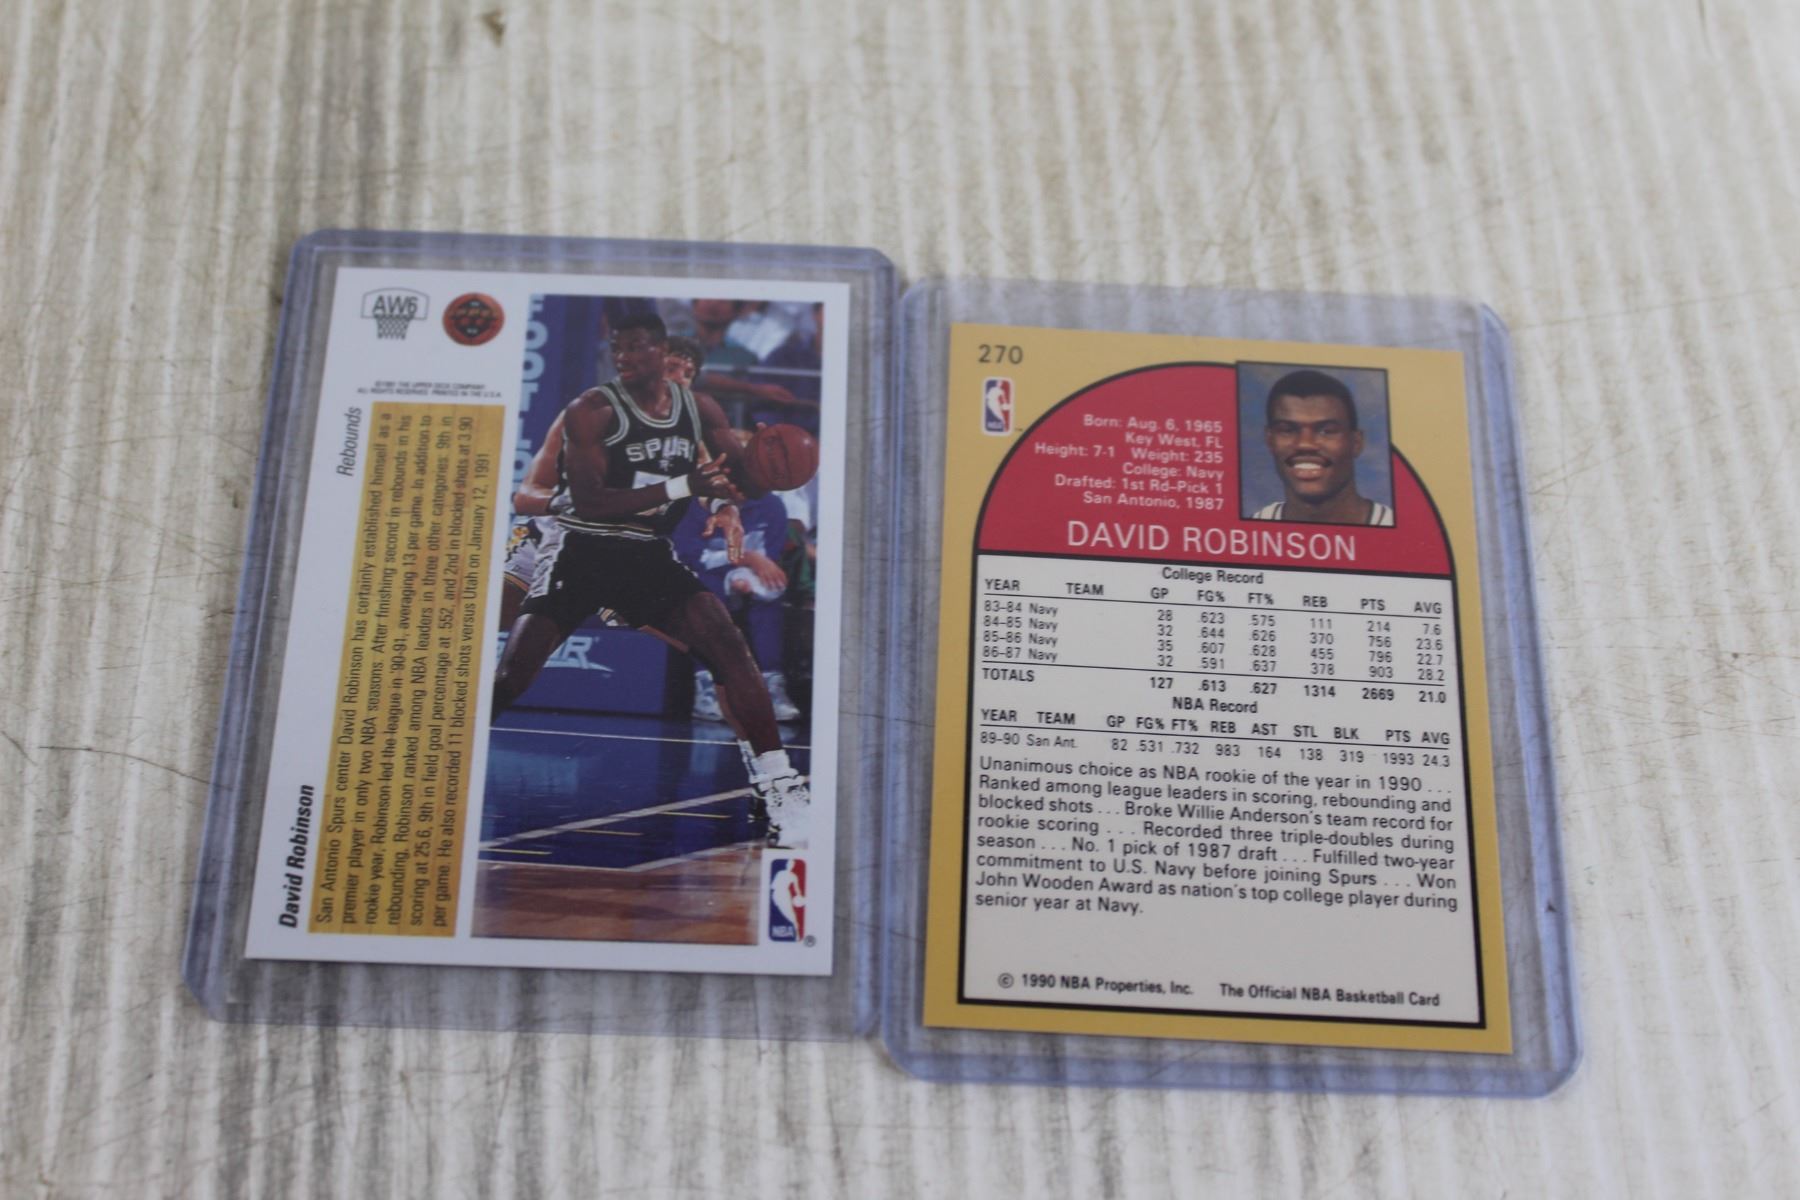 AW6
©1991 THE UPPER DECK COMPANY
ALL RIGHTS RESERVED PRINTED IN THE U.S.A.
David Robinson
Rebounds
San Antonio Spurs center David Robinson has certainly established himself as a
premier player in only two NBA seasons. After finishing second in rebounds in his
rookie year, Robinson led the league in '90-91, averaging 13 per game. In addition to
rebounding, Robinson ranked among NBA leaders in three other categories: 9th in
scoring at 25.6, 9th in field goal percentage at .552, and 2nd in blocked shots at 3.90
per game. He also recorded 11 blocked shots versus Utah on January 12, 1991.
SPURS
NBA
®
270
NBA
Born: Aug. 6, 1965
Key West, FL
Height: 7-1 Weight: 235
College: Navy
Drafted: 1st Rd-Pick 1
San Antonio, 1987
DAVID ROBINSON
College Record
YEAR TEAM GP FG% FT% REB PTS AVG
83-84 Navy 28 .623 .575 111 214 7.6
84-85 Navy 32 .644 .626 370 756 23.6
85-86 Navy 35 .607 .628 455 796 22.7
86-87 Navy 32 .591 .637 378 903 28.2
TOTALS 127 .613 .627 1314 2669 21.0
NBA Record
YEAR TEAM GP FG% FT% REB AST STL BLK PTS AVG
89-90 San Ant. 82 .531 .732 983 164 138 319 1993 24.3
Unanimous choice as NBA rookie of the year in 1990 . . .
Ranked among league leaders in scoring, rebounding and
blocked shots . . . Broke Willie Anderson's team record for
rookie scoring . . . Recorded three triple-doubles during
season . . . No. 1 pick of 1987 draft . . . Fulfilled two-year
commitment to U.S. Navy before joining Spurs . . . Won
John Wooden Award as nation's top college player during
senior year at Navy.
© 1990 NBA Properties, Inc. The Official NBA Basketball Card